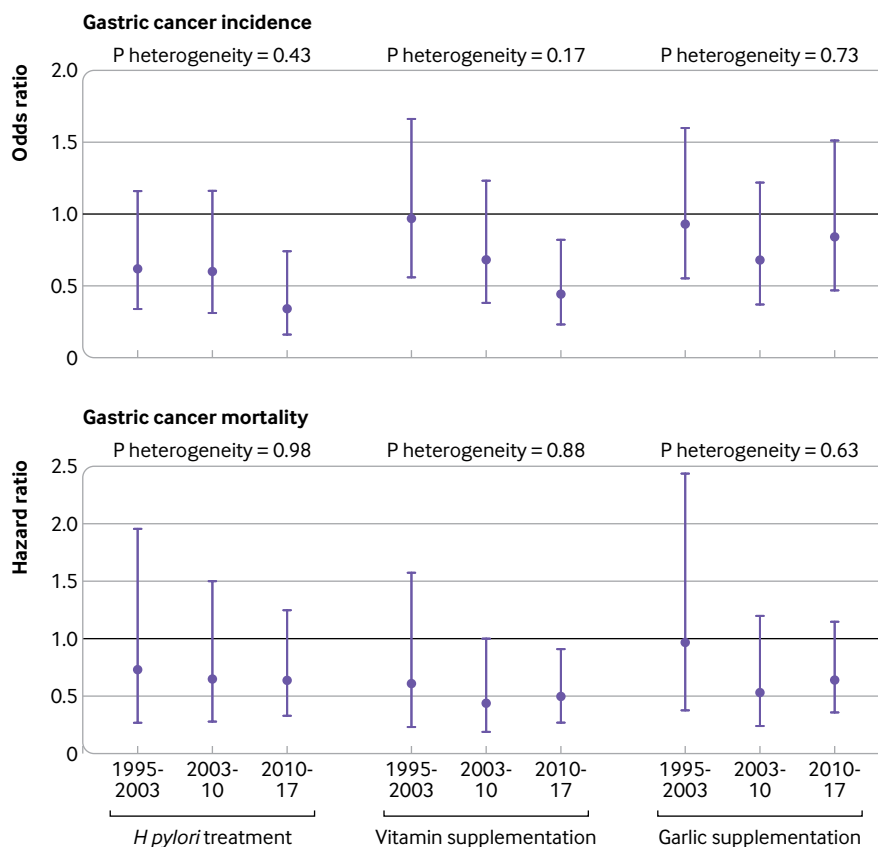 Gastric cancer incidence
P heterogeneity = 0.43
P heterogeneity = 0.17
P heterogeneity = 0.73
Odds ratio
2.0
1.5
1.0
0.5
0
Gastric cancer mortality
P heterogeneity = 0.98
P heterogeneity = 0.88
P heterogeneity = 0.63
Hazard ratio
2.5
2.0
1.5
1.0
0.5
0
1995-
2003
2003-
10
2010-
17
1995-
2003
2003-
10
2010-
17
1995-
2003
2003-
10
2010-
17
H pylori treatment
Vitamin supplementation
Garlic supplementation